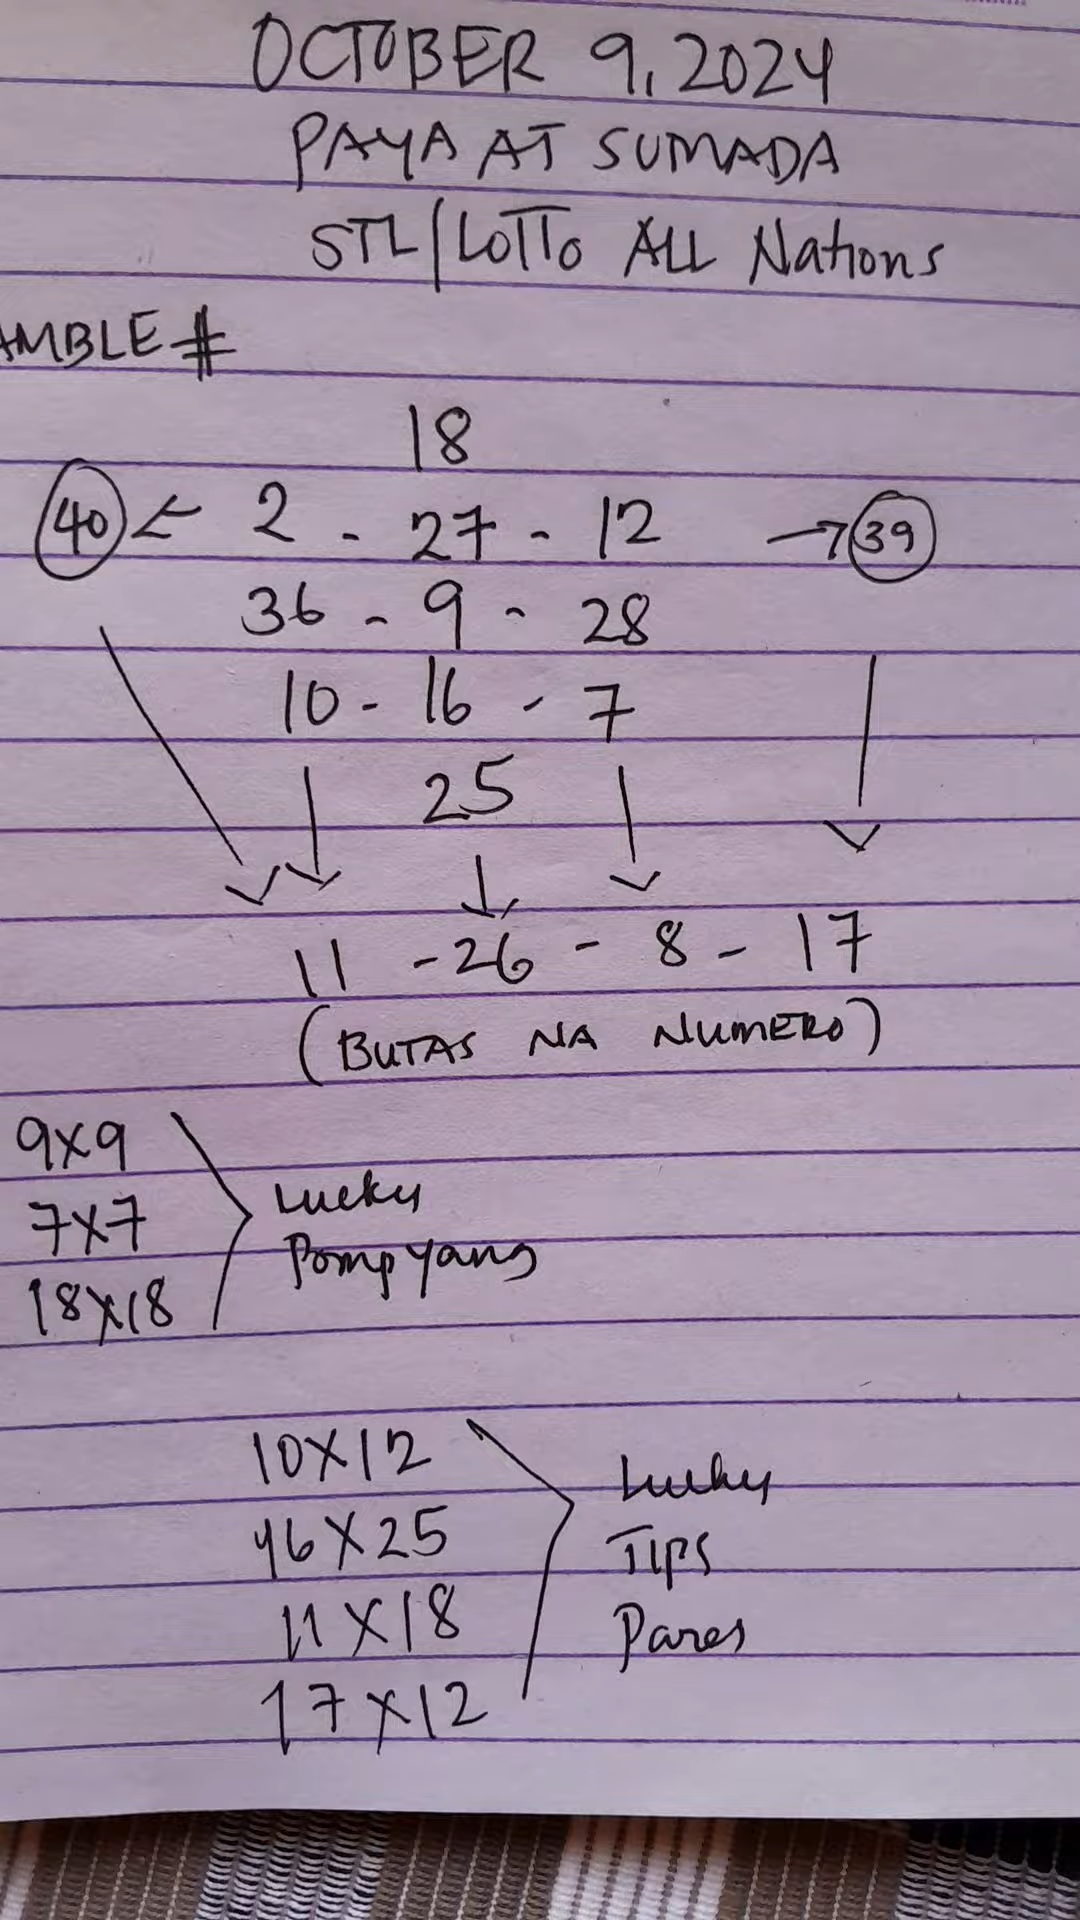 OCTOBER 9, 2024
PAYA AT SUMADA
STL/LOTTO ALL Nations
AMBLE #
18
40 ← 2 - 27 - 12 → 39
36 - 9 - 28
10 - 16 - 7
25
11 - 26 - 8 - 17
(BUTAS NA NUMERO)
9X9
7X7
18X18
Lucky
Pompyang
10X12
16X25
11X18
17X12
Lucky
TIPS
Pares